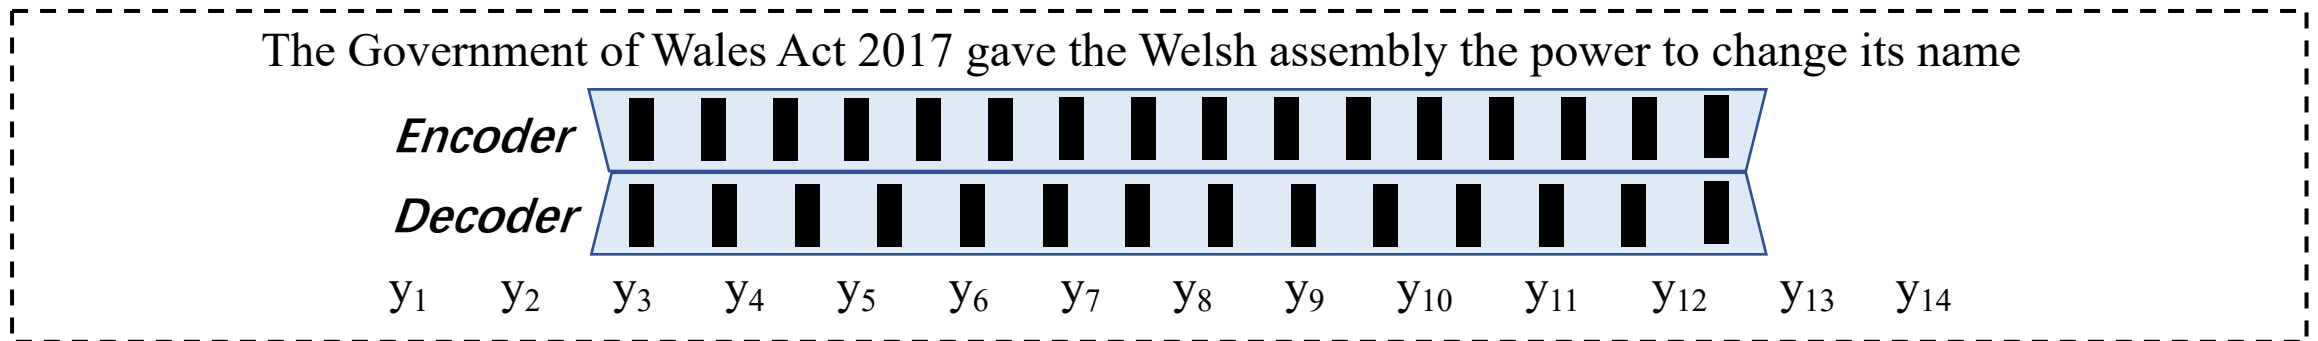 The Government of Wales Act 2017 gave the Welsh assembly the power to change its name
Encoder
Decoder
y1 y2 y3 y4 y5 y6 y7 y8 y9 y10 y11 y12 y13 y14